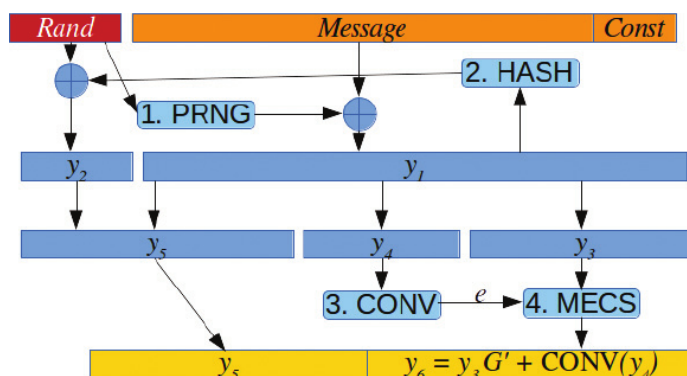 Rand Message Const
2. HASH
1. PRNG
y₂ y₁
y₅ y₄ y₃
3. CONV e 4. MECS
y₅ y₆ = y₃G′ + CONV(y₄)